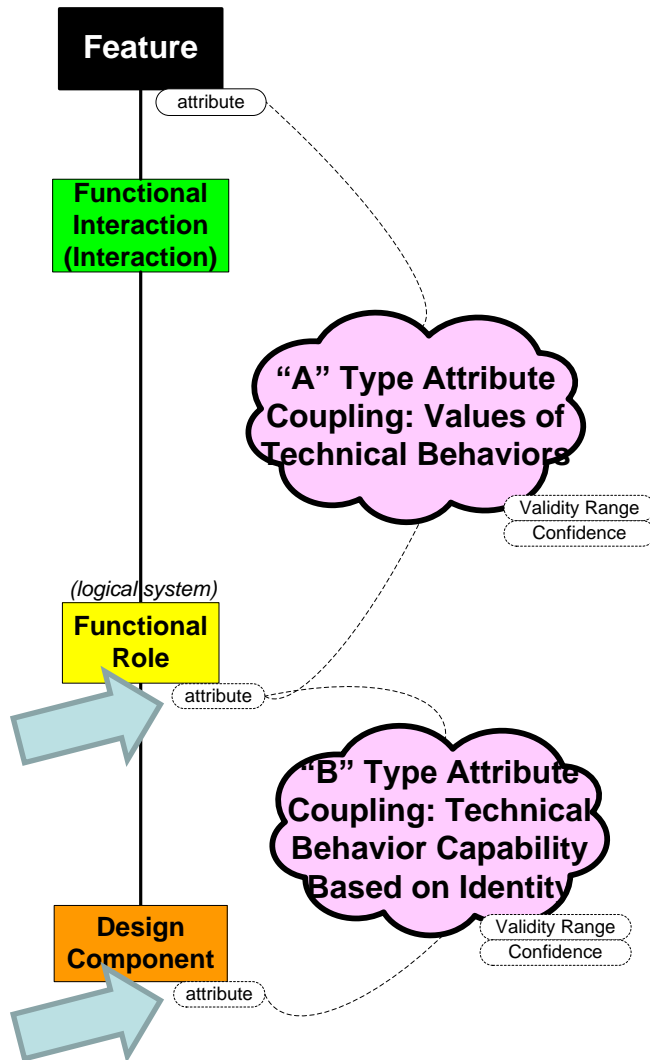 Feature
attribute
Functional
Interaction
(Interaction)
“A” Type Attribute
Coupling: Values of
Technical Behaviors
Validity Range
Confidence
(logical system)
Functional
Role
attribute
“B” Type Attribute
Coupling: Technical
Behavior Capability
Based on Identity
Validity Range
Confidence
Design
Component
attribute